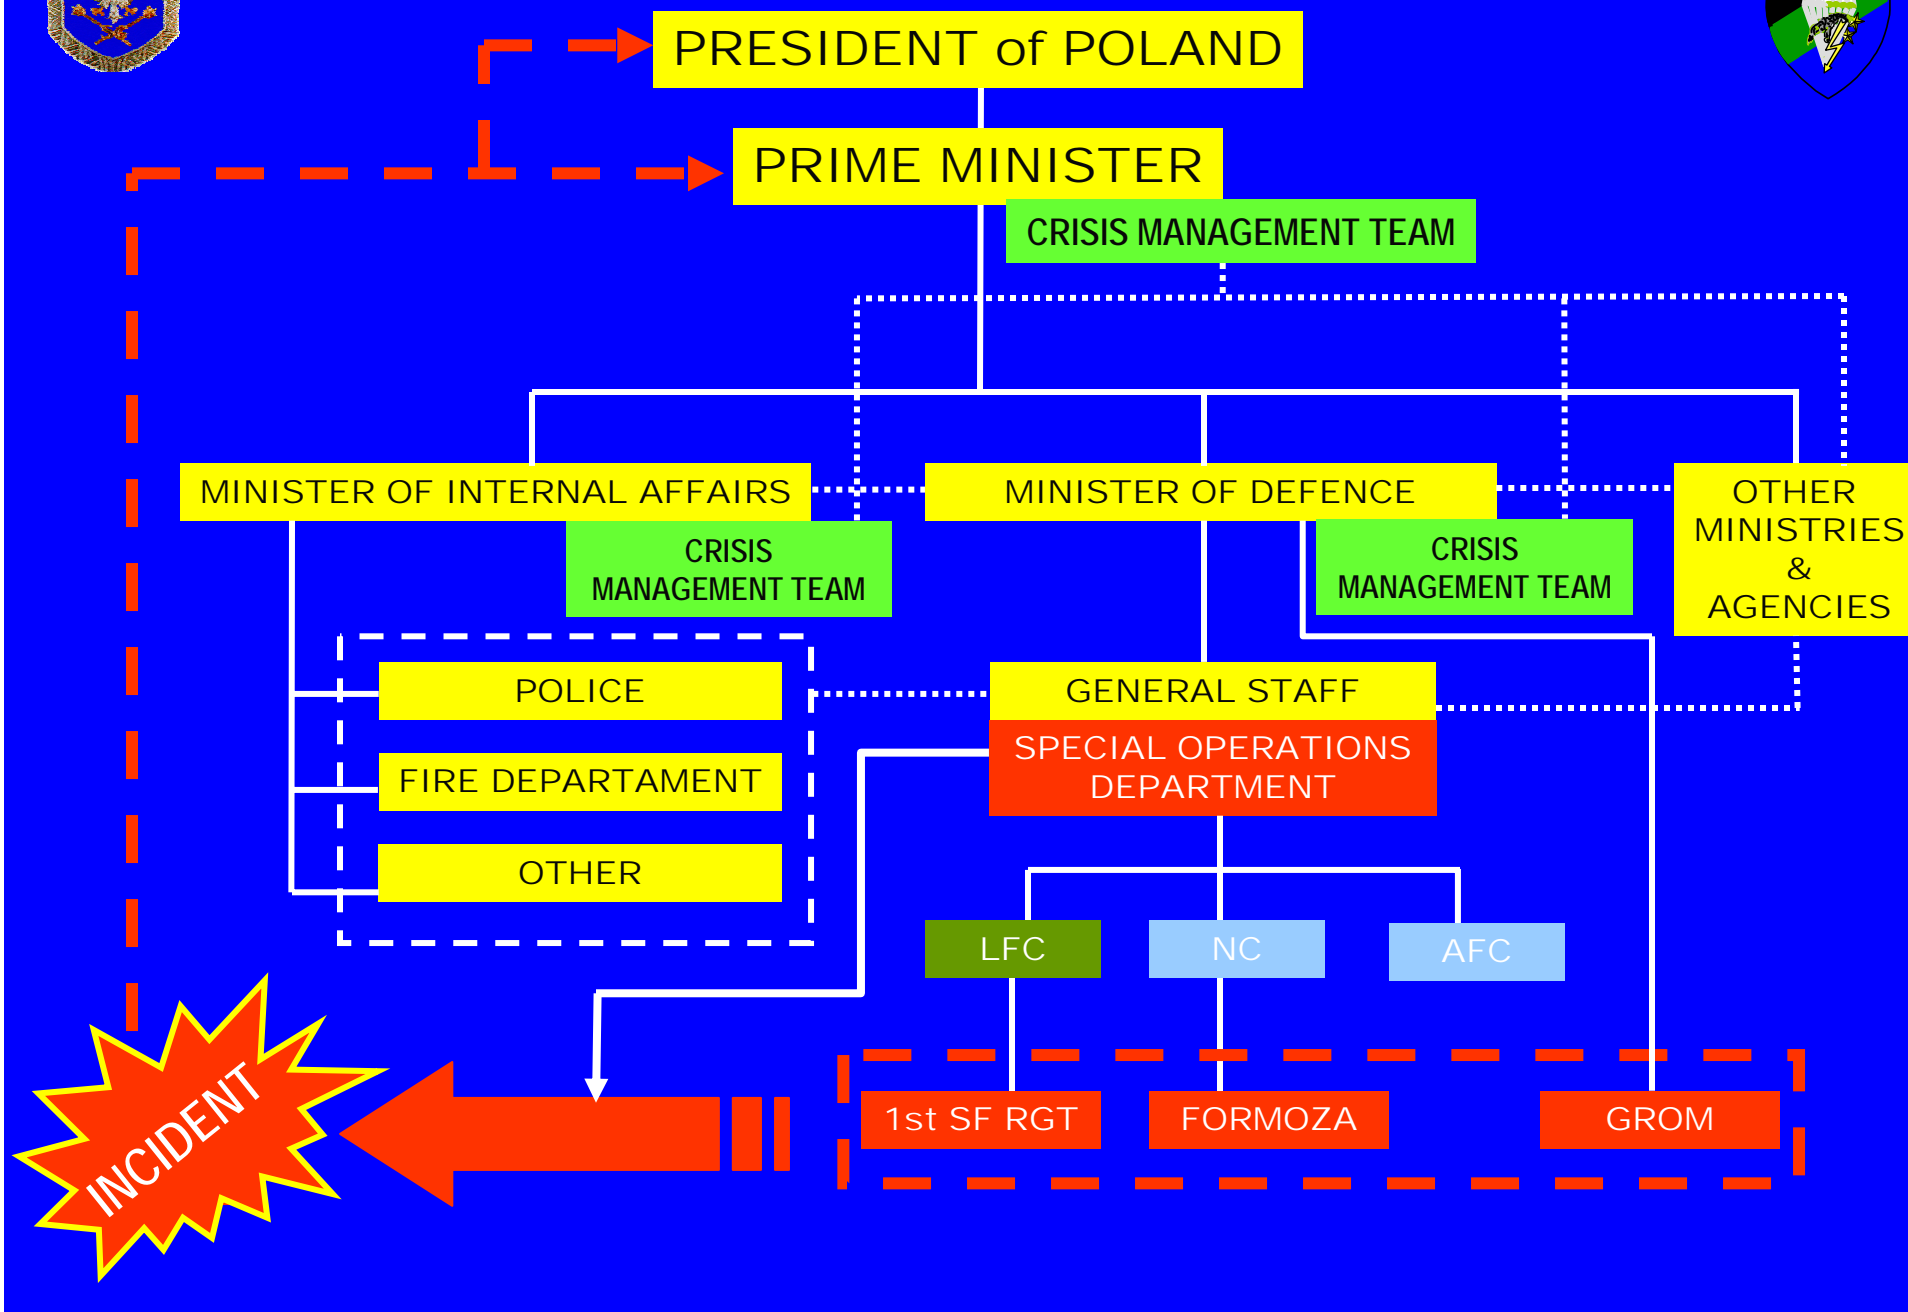 PRESIDENT of POLAND
PRIME MINISTER
CRISIS MANAGEMENT TEAM
MINISTER OF INTERNAL AFFAIRS
CRISIS
MANAGEMENT TEAM
MINISTER OF DEFENCE
CRISIS
MANAGEMENT TEAM
OTHER
MINISTRIES
&
AGENCIES
POLICE
FIRE DEPARTAMENT
OTHER
GENERAL STAFF
SPECIAL OPERATIONS
DEPARTMENT
LFC
NC
AFC
INCIDENT
1st SF RGT
FORMOZA
GROM